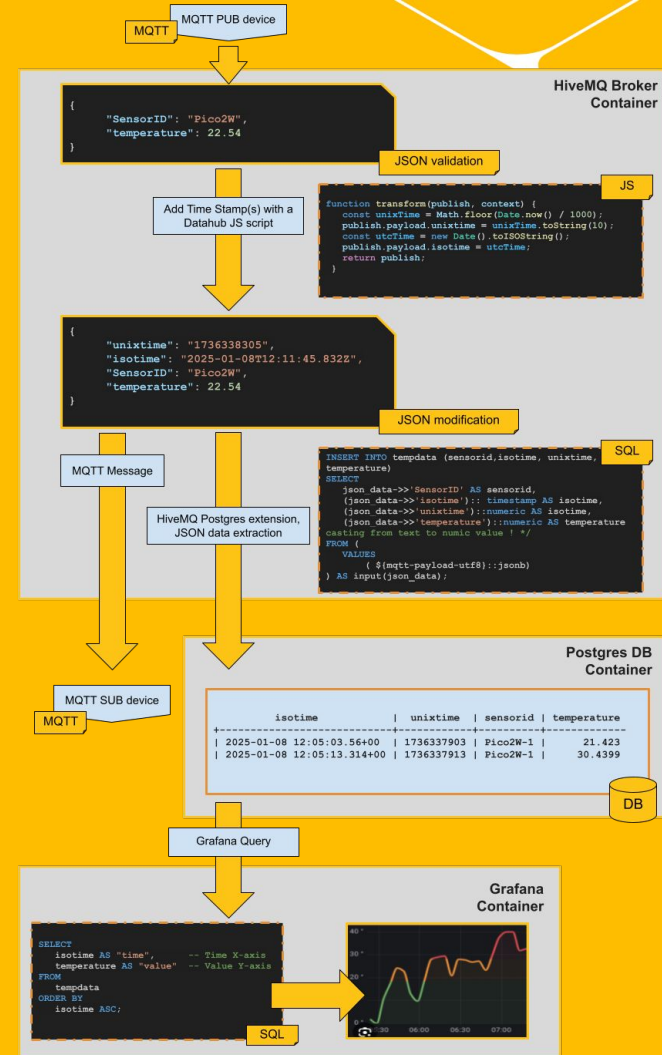 MQTT PUB device
MQTT
HiveMQ Broker
Container
{
"SensorID": "Pico2W",
"temperature": 22.54
}
JSON validation
Add Time Stamp(s) with a
Datahub JS script
JS
function transform(publish, context) {
const unixTime = Math.floor(Date.now() / 1000);
publish.payload.unixtime = unixTime.toString(10);
const utcTime = new Date().toISOString();
publish.payload.isotime = utcTime;
return publish;
}
{
"unixtime": "1736338305",
"isotime": "2025-01-08T12:11:45.832Z",
"SensorID": "Pico2W",
"temperature": 22.54
}
JSON modification
MQTT Message
HiveMQ Postgres extension,
JSON data extraction
SQL
INSERT INTO tempdata (sensorid,isotime, unixtime,
temperature)
SELECT
json_data->>'SensorID' AS sensorid,
(json_data->>'isotime'):: timestamp AS isotime,
(json_data->>'unixtime')::numeric AS isotime,
(json_data->>'temperature')::numeric AS temperature
casting from text to numic value ! */
FROM (
VALUES
( ${mqtt-payload-utf8}::jsonb)
) AS input(json_data);
Postgres DB
Container
MQTT SUB device
MQTT
isotime | unixtime | sensorid | temperature
+------------------------------+------------+----------+-------------
| 2025-01-08 12:05:03.56+00 | 1736337903 | Pico2W-1 | 21.423
| 2025-01-08 12:05:13.314+00 | 1736337913 | Pico2W-1 | 30.4399
DB
Grafana Query
Grafana
Container
SELECT
isotime AS "time", -- Time X-axis
temperature AS "value" -- Value Y-axis
FROM
tempdata
ORDER BY
isotime ASC;
SQL
40 °
30 °
20 °
0 °
:30 06:00 06:30 07:00